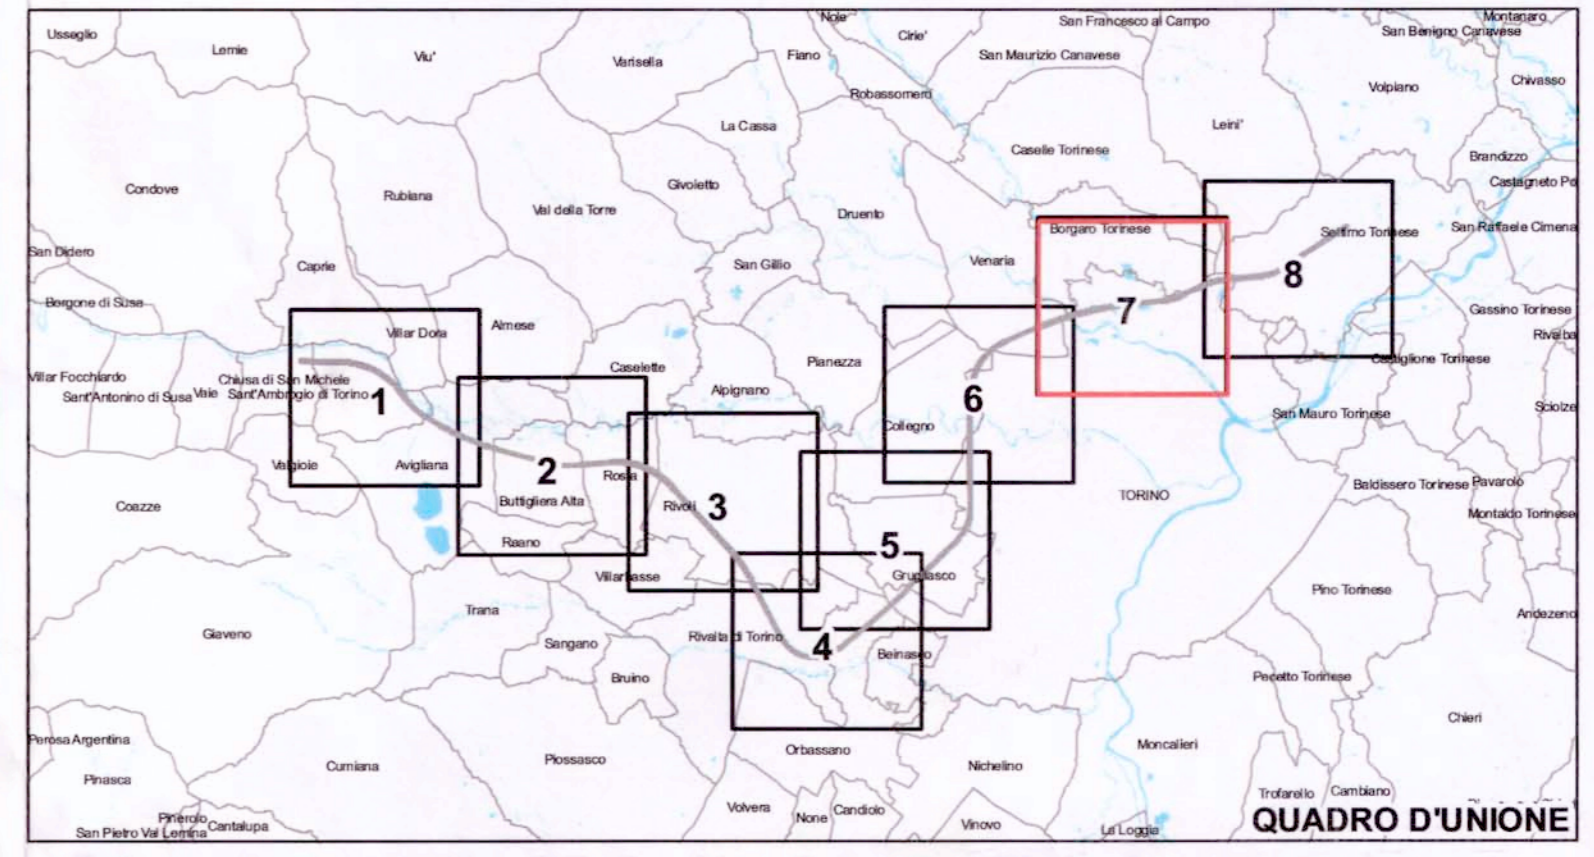 Usseglio
Lemie
Viu'
Varisella
Fiano
Nole
Cirie'
San Francesco al Campo
San Maurizio Canavese
Montanaro
San Benigno Canavese
Volpiano
Chivasso
Robassomero
La Cassa
Leini'
Caselle Torinese
Brandizzo
Castagneto Po
Condove
Rubiana
Givoletto
Val della Torre
Druento
Borgaro Torinese
Settimo Torinese
San Raffaele Cimena
San Didero
Caprie
San Gillio
Venaria
8
Borgone di Susa
Gassino Torinese
7
Villar Dora
Almese
Rivalba
Caselette
Pianezza
Castiglione Torinese
Villar Focchiardo
Chiusa di San Michele
Sant'Antonino di Susa
Vaie
Sant'Ambrogio di Torino
1
Alpignano
6
San Mauro Torinese
Sciolze
Collegno
Valgioie
Avigliana
2
Rosta
Buttigliera Alta
Rivoli
3
TORINO
Baldissero Torinese
Pavarolo
Montaldo Torinese
Coazze
Reano
5
Villarbasse
Grugliasco
Pino Torinese
Trana
Andezeno
Giaveno
Sangano
Rivalta di Torino
4
Beinasco
Bruino
Pecetto Torinese
Chieri
Perosa Argentina
Pinasca
Cumiana
Piossasco
Orbassano
Nichelino
Moncalieri
Trofarello
Cambiano
Volvera
None
Candiolo
Vinovo
La Loggia
Pinerolo
San Pietro Val Lemina
Cantalupa
QUADRO D'UNIONE